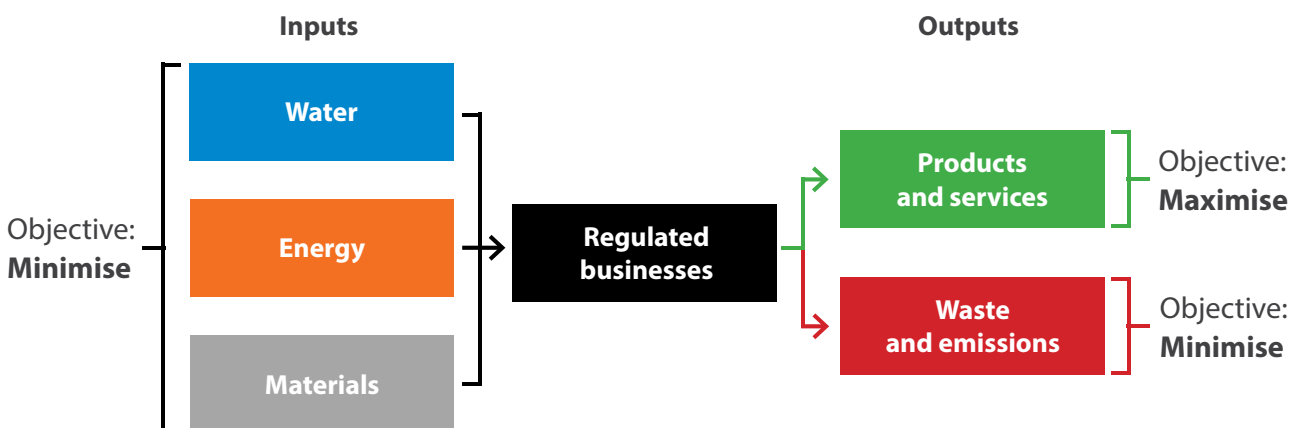 Inputs
Outputs
Water
Energy
Materials
Objective:
Minimise
Regulated
businesses
Products
and services
Objective:
Maximise
Waste
and emissions
Objective:
Minimise